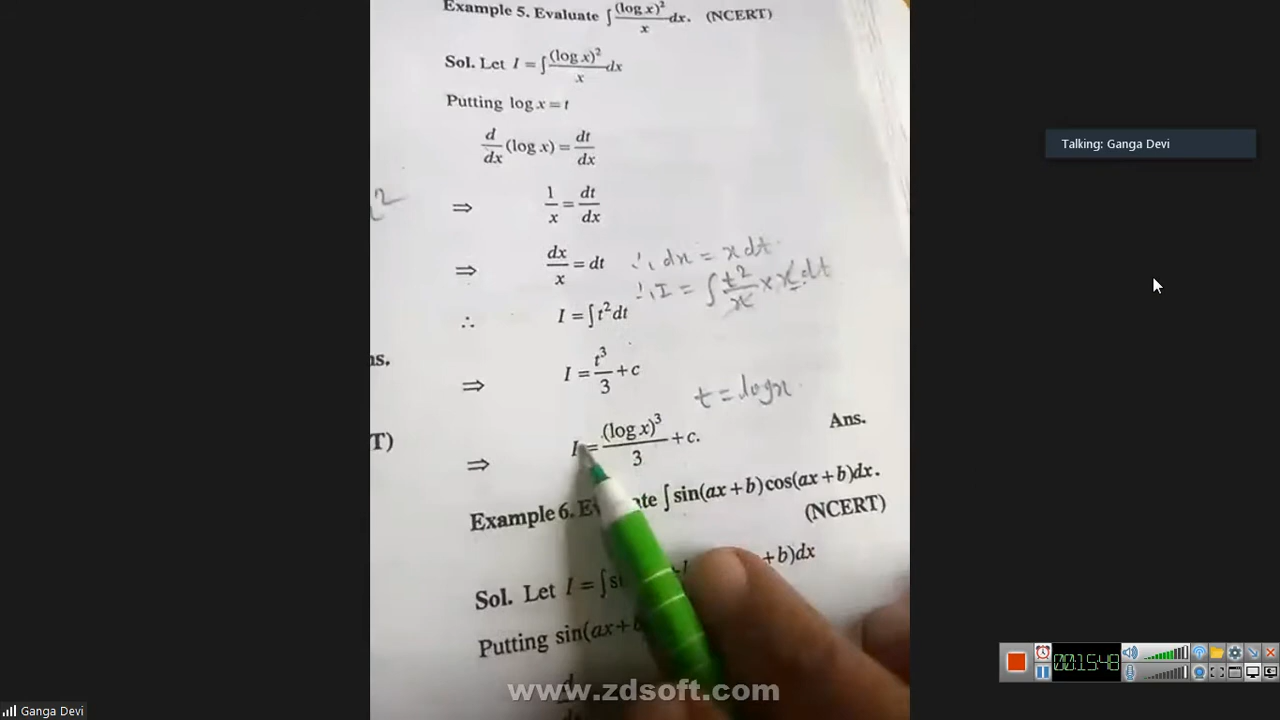 Example 5. Evaluate ∫(log x)²/x dx. (NCERT)
Sol. Let I = ∫(log x)²/x dx
Putting log x = t
d/dx (log x) = dt/dx
⇒ 1/x = dt/dx
⇒ dx/x = dt ∴ dx = x dt
∴ I = ∫ t²/x × x dt
∴ I = ∫t² dt
⇒ I = t³/3 + c
t = log x
⇒ I = (log x)³/3 + c. Ans.
Example 6. Evaluate ∫ sin(ax + b) cos(ax + b) dx.
(NCERT)
Sol. Let I = ∫ + b) dx
Putting sin(ax +
d
ns.
T)
Talking: Ganga Devi
00:15:48
www.zdsoft.com
Ganga Devi